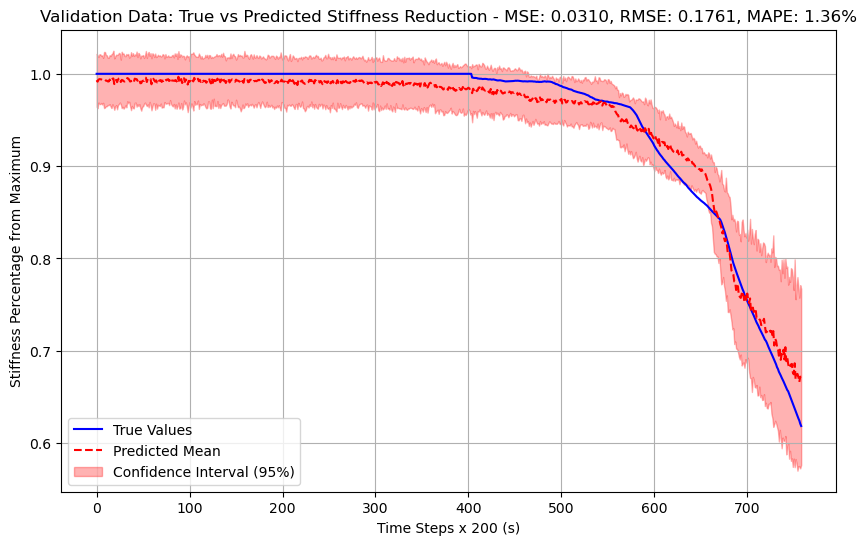 Validation Data: True vs Predicted Stiffness Reduction - MSE: 0.0310, RMSE: 0.1761, MAPE: 1.36%
1.0
0.9
0.8
0.7
0.6
Stiffness Percentage from Maximum
True Values
Predicted Mean
Confidence Interval (95%)
0 100 200 300 400 500 600 700
Time Steps x 200 (s)